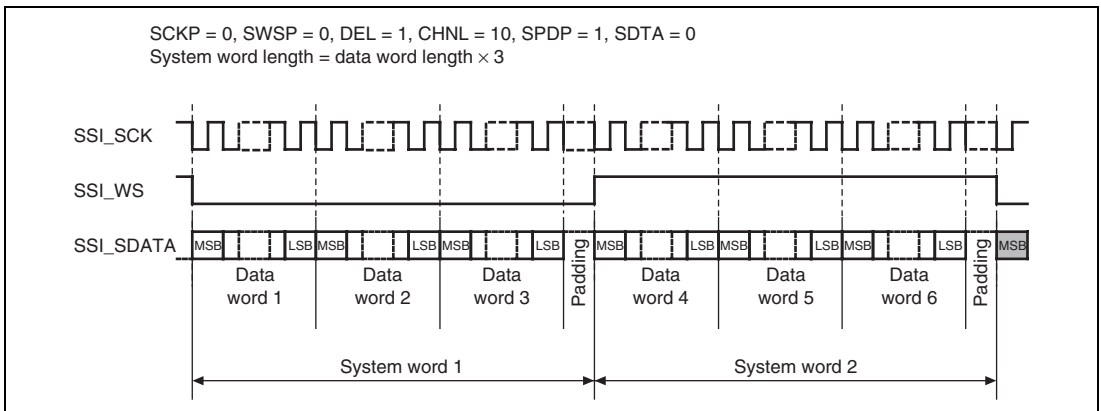 SCKP = 0, SWSP = 0, DEL = 1, CHNL = 10, SPDP = 1, SDTA = 0
System word length = data word length × 3
SSI_SCK
SSI_WS
SSI_SDATA MSB LSB MSB LSB MSB LSB Padding MSB LSB MSB LSB MSB LSB Padding MSB
Data word 1 Data word 2 Data word 3 Data word 4 Data word 5 Data word 6
System word 1 System word 2